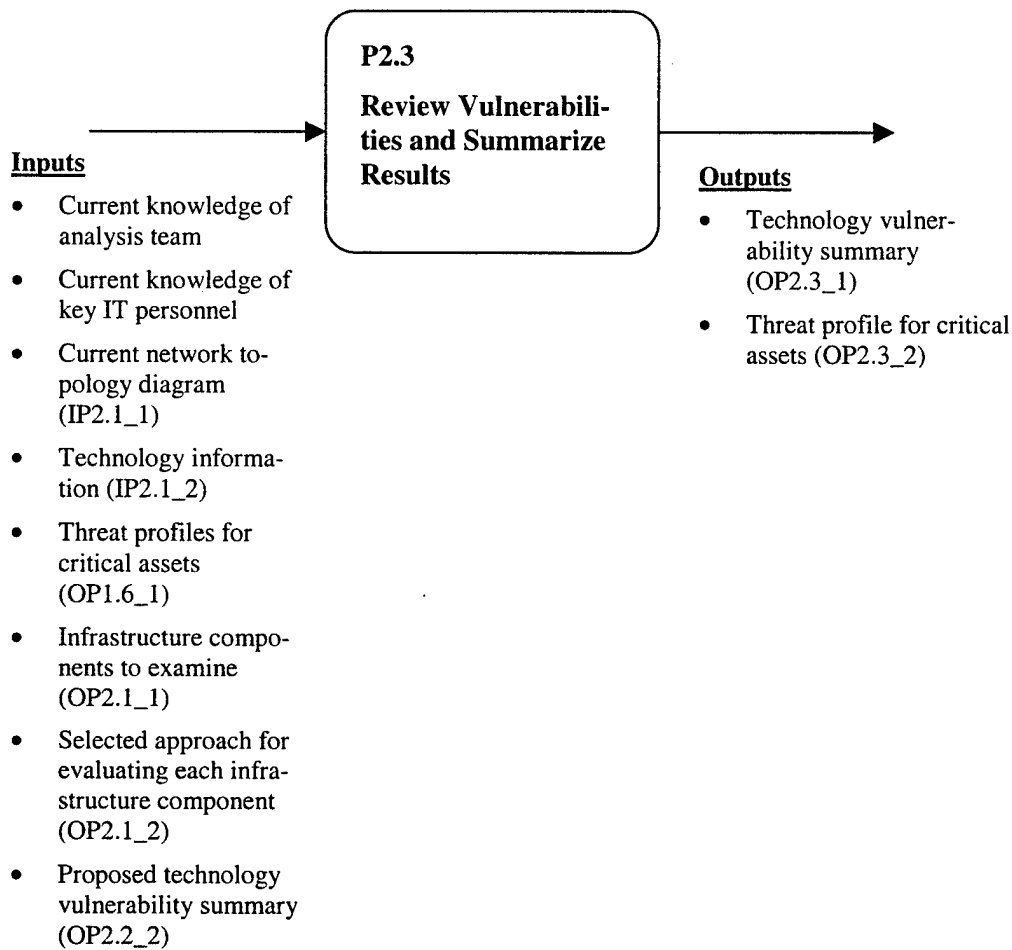 P2.3
Review Vulnerabili-
ties and Summarize
Results
Inputs
• Current knowledge of
analysis team
• Current knowledge of
key IT personnel
• Current network to-
pology diagram
(IP2.1_1)
• Technology informa-
tion (IP2.1_2)
• Threat profiles for
critical assets
(OP1.6_1)
• Infrastructure compo-
nents to examine
(OP2.1_1)
• Selected approach for
evaluating each infra-
structure component
(OP2.1_2)
• Proposed technology
vulnerability summary
(OP2.2_2)
Outputs
• Technology vulner-
ability summary
(OP2.3_1)
• Threat profile for critical
assets (OP2.3_2)